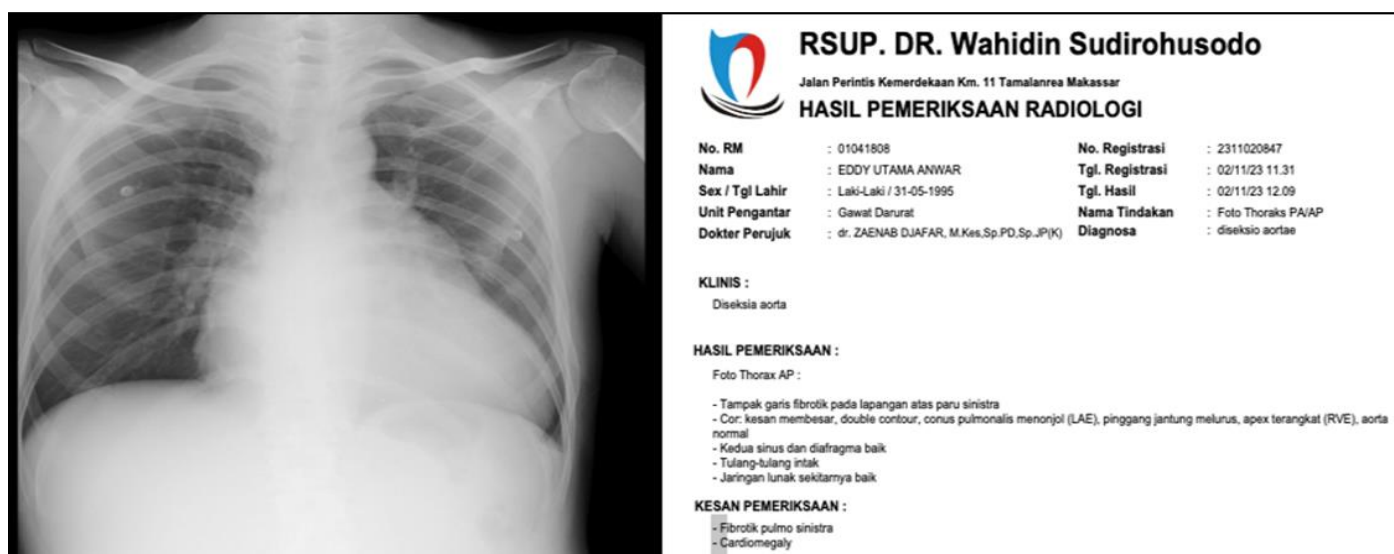 RSUP. DR. Wahidin Sudirohusodo
Jalan Perintis Kemerdekaan Km. 11 Tamalanrea Makassar
HASIL PEMERIKSAAN RADIOLOGI
No. RM : 01041808 No. Registrasi : 2311020847
Nama : EDDY UTAMA ANWAR Tgl. Registrasi : 02/11/23 11.31
Sex / Tgl Lahir : Laki-Laki / 31-05-1995 Tgl. Hasil : 02/11/23 12.09
Unit Pengantar : Gawat Darurat Nama Tindakan : Foto Thoraks PA/AP
Dokter Perujuk : dr. ZAENAB DJAFAR, M.Kes,Sp.PD,Sp.JP(K) Diagnosa : diseksio aortae
KLINIS :
Diseksia aorta
HASIL PEMERIKSAAN :
Foto Thorax AP :
- Tampak garis fibrotik pada lapangan atas paru sinistra
- Cor: kesan membesar, double contour, conus pulmonalis menonjol (LAE), pinggang jantung melurus, apex terangkat (RVE), aorta
normal
- Kedua sinus dan diafragma baik
- Tulang-tulang intak
- Jaringan lunak sekitarnya baik
KESAN PEMERIKSAAN :
- Fibrotik pulmo sinistra
- Cardiomegaly